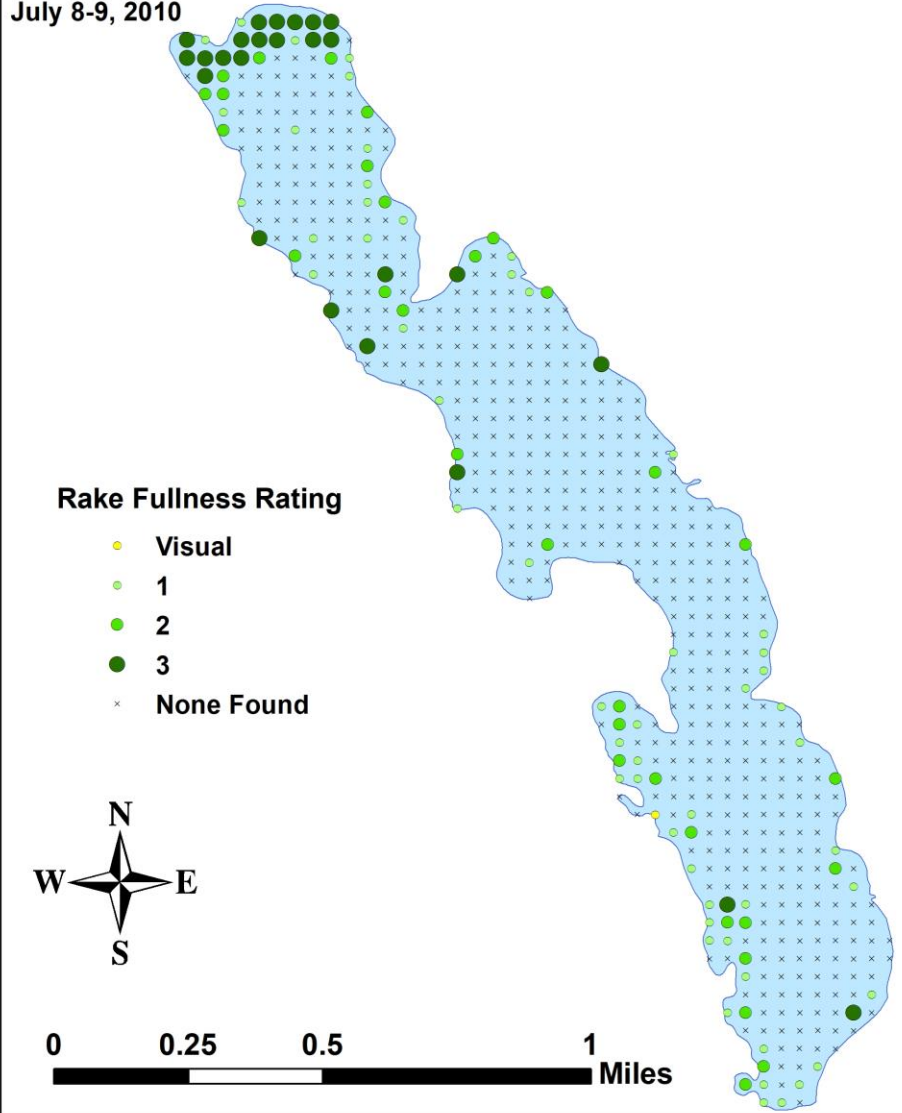 July 8-9, 2010
Rake Fullness Rating
Visual
1
2
3
None Found
N
W E
S
0 0.25 0.5 1
Miles